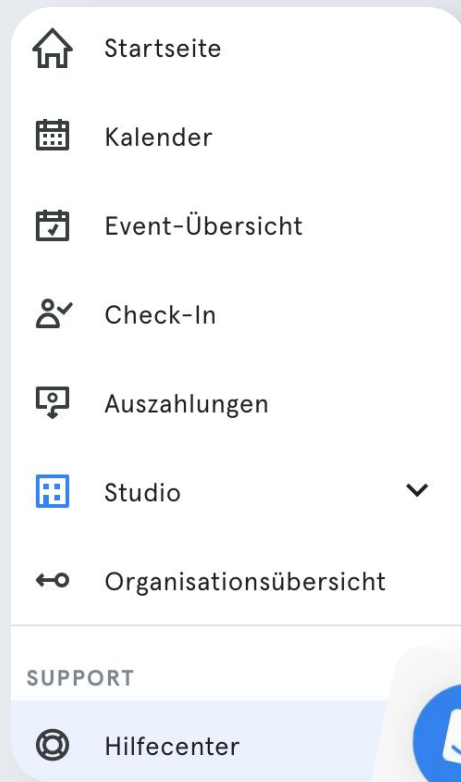 Startseite
Kalender
Event-Übersicht
Check-In
Auszahlungen
Studio
Organisationsübersicht
SUPPORT
Hilfecenter